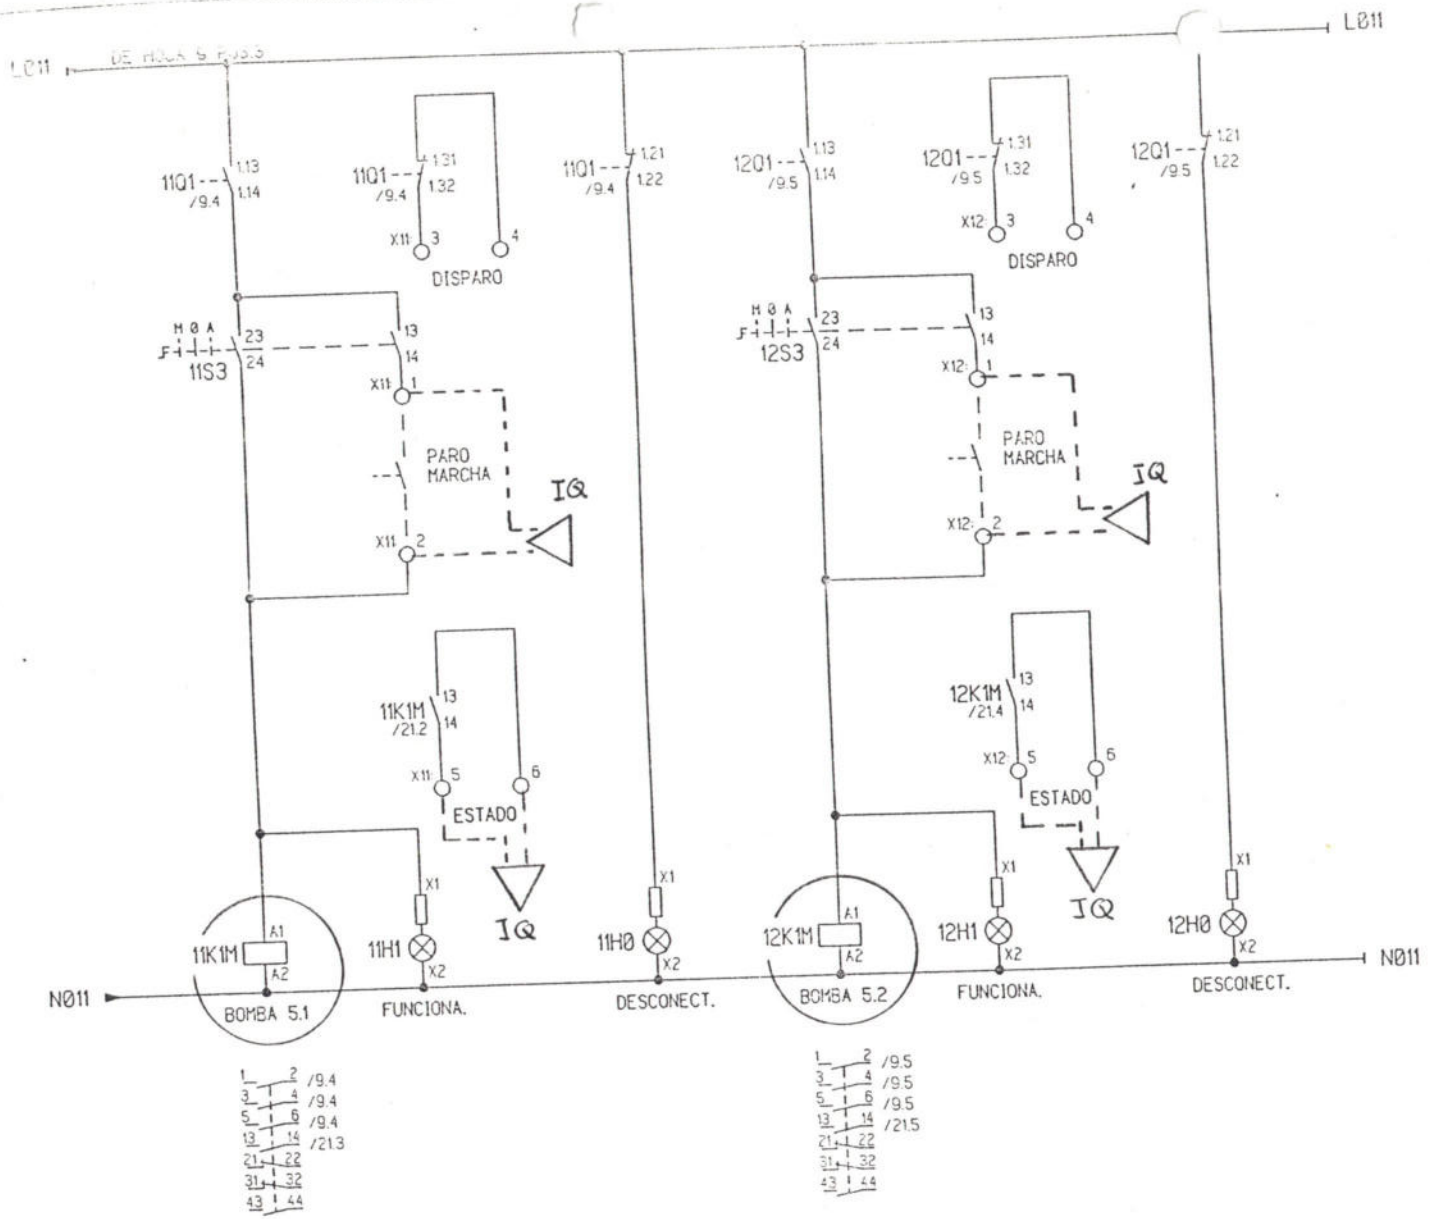 L011
DE HOJA 6 POS.3
L011
11Q1
/9.4
1.13
1.14
11Q1
/9.4
1.31
1.32
X11:
3
4
DISPARO
11Q1
/9.4
1.21
1.22
12Q1
/9.5
1.13
1.14
12Q1
/9.5
1.31
1.32
X12:
3
4
DISPARO
12Q1
/9.5
1.21
1.22
M 0 A
11S3
23
24
13
14
X11:
1
PARO
MARCHA
X11:
2
IQ
M 0 A
12S3
23
24
13
14
X12:
1
PARO
MARCHA
X12:
2
IQ
11K1M
/21.2
13
14
X11:
5
6
ESTADO
IQ
12K1M
/21.4
13
14
X12:
5
6
ESTADO
IQ
11K1M
A1
A2
11H1
X1
X2
11H0
X1
X2
12K1M
A1
A2
12H1
X1
X2
12H0
X1
X2
N011
BOMBA 5.1
FUNCIONA.
DESCONECT.
BOMBA 5.2
FUNCIONA.
DESCONECT.
N011
1 2 /9.4
3 4 /9.4
5 6 /9.4
13 14 /21.3
21 22
31 32
43 44
1 2 /9.5
3 4 /9.5
5 6 /9.5
13 14 /21.5
21 22
31 32
43 44